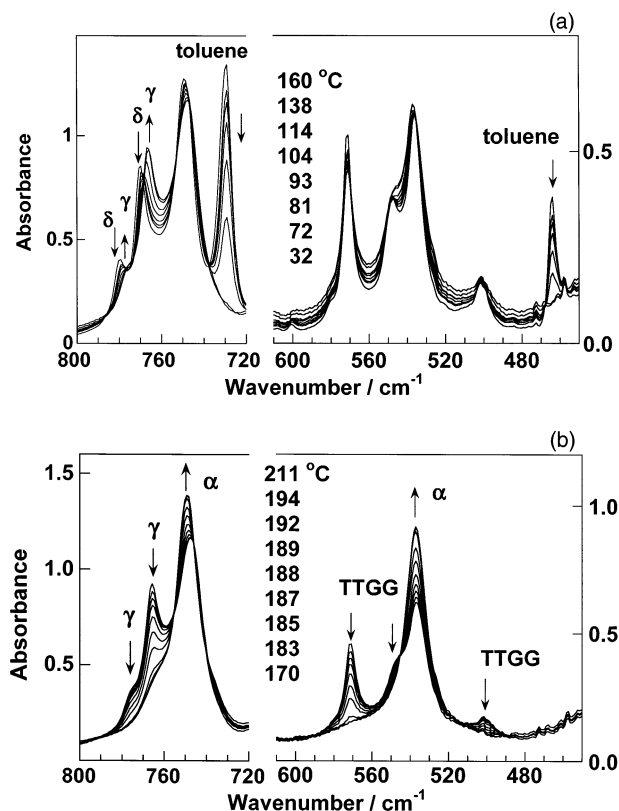 (a)
toluene
δ γ
δ γ
160 °C
138
114
104
93
81
72
32
toluene
Absorbance
1
0.5
0
0.5
0.0
800 760 720 610 560 520 480
Wavenumber / cm-1
(b)
α
γ
γ
211 °C
194
192
189
188
187
185
183
170
α
TTGG
TTGG
Absorbance
1.5
1.0
0.5
1.0
0.5
0.0
800 760 720 600 560 520 480
Wavenumber / cm-1